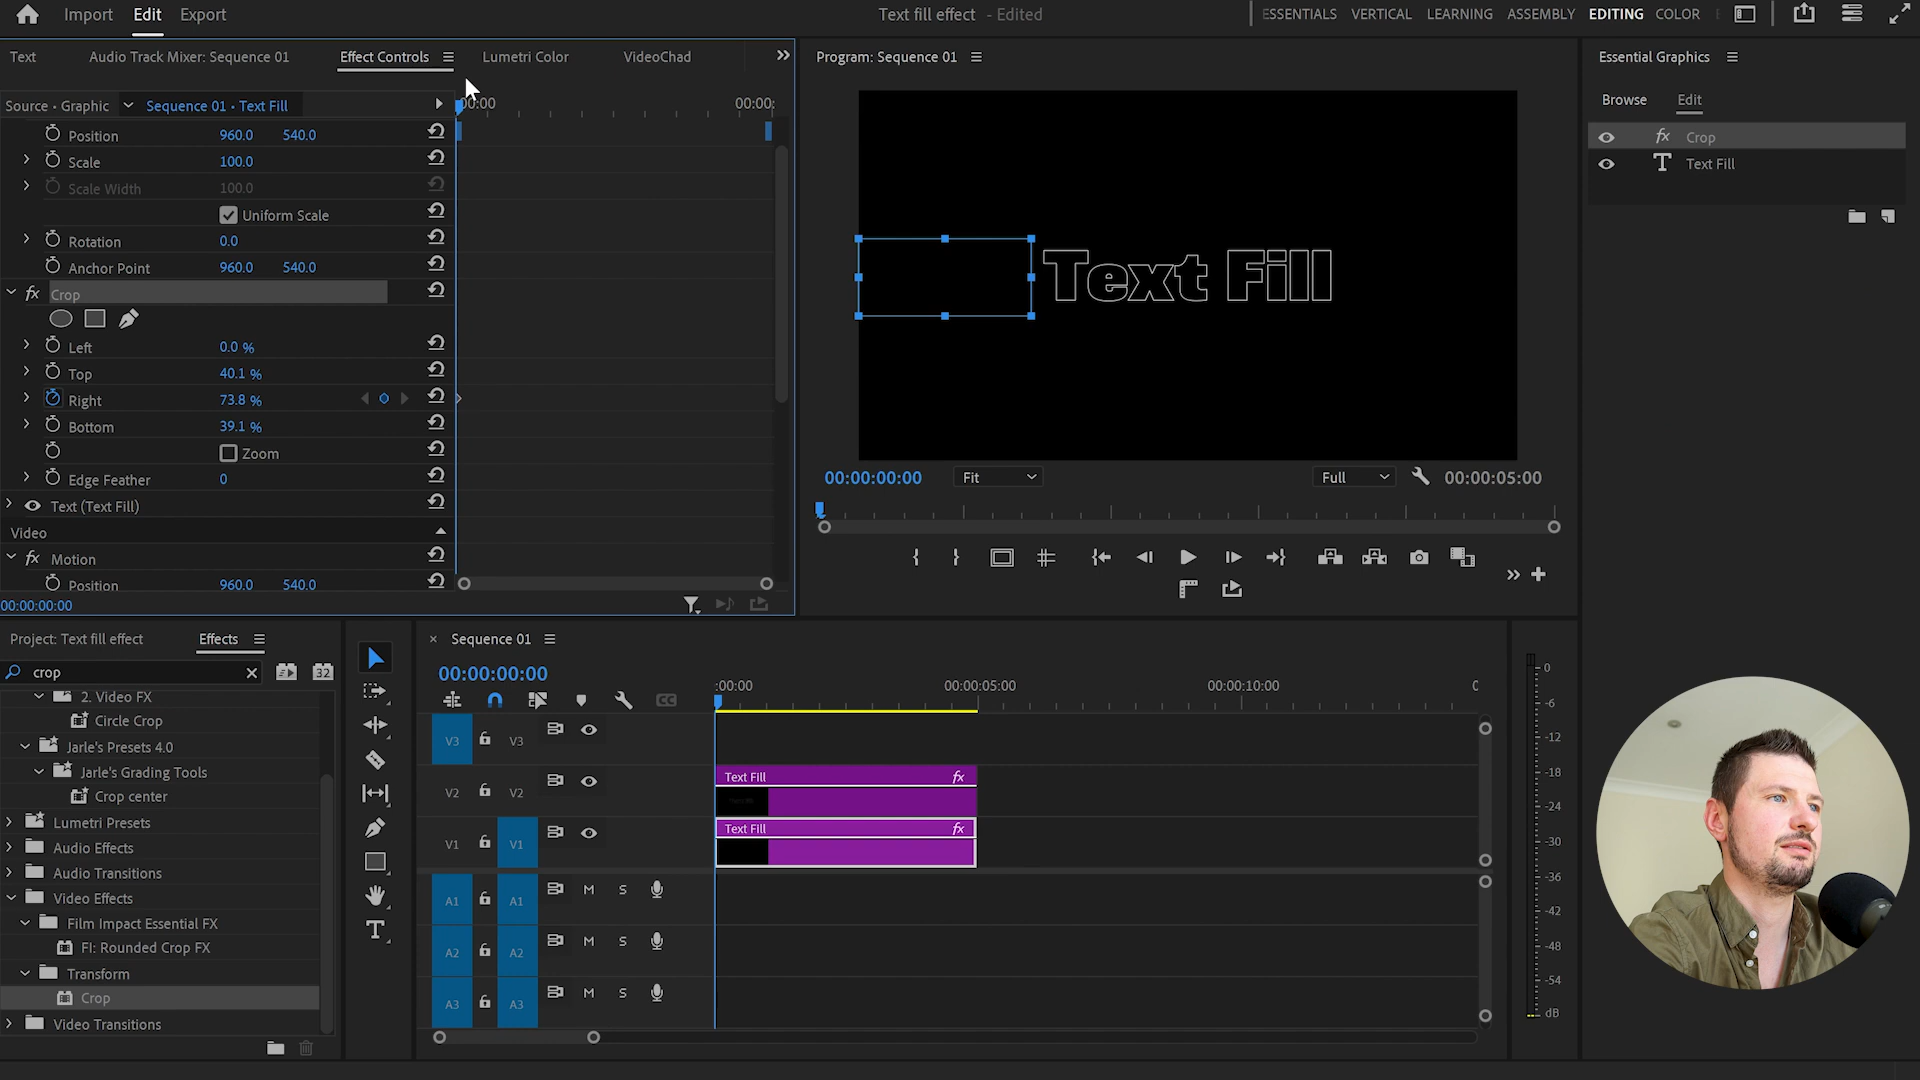 Import Edit Export Text fill effect - Edited ESSENTIALS VERTICAL LEARNING ASSEMBLY EDITING COLOR
Text Audio Track Mixer: Sequence 01 Effect Controls Lumetri Color VideoChad
Source · Graphic Sequence 01 · Text Fill :00:00 00:00:
Position 960.0 540.0
Scale 100.0
Scale Width 100.0
Uniform Scale
Rotation 0.0
Anchor Point 960.0 540.0
fx Crop
Left 0.0 %
Top 40.1 %
Right 73.8 %
Bottom 39.1 %
Zoom
Edge Feather 0
Text (Text Fill)
Video
fx Motion
Position 960.0 540.0
00:00:00:00
Program: Sequence 01
Text Fill
00:00:00:00 Fit Full 00:00:05:00
Essential Graphics
Browse Edit
fx Crop
T Text Fill
Project: Text fill effect Effects
crop 32
2. Video FX
Circle Crop
Jarle's Presets 4.0
Jarle's Grading Tools
Crop center
Lumetri Presets
Audio Effects
Audio Transitions
Video Effects
Film Impact Essential FX
FI: Rounded Crop FX
Transform
Crop
Video Transitions
T
× Sequence 01
00:00:00:00
:00:00 00:00:05:00 00:00:10:00
CC
V3 V3
V2 V2 Text Fill fx
V1 V1 Text Fill fx
A1 A1 M S
A2 A2 M S
A3 A3 M S
0
-6
-12
-18
-24
-30
-36
-42
-48
-54
dB